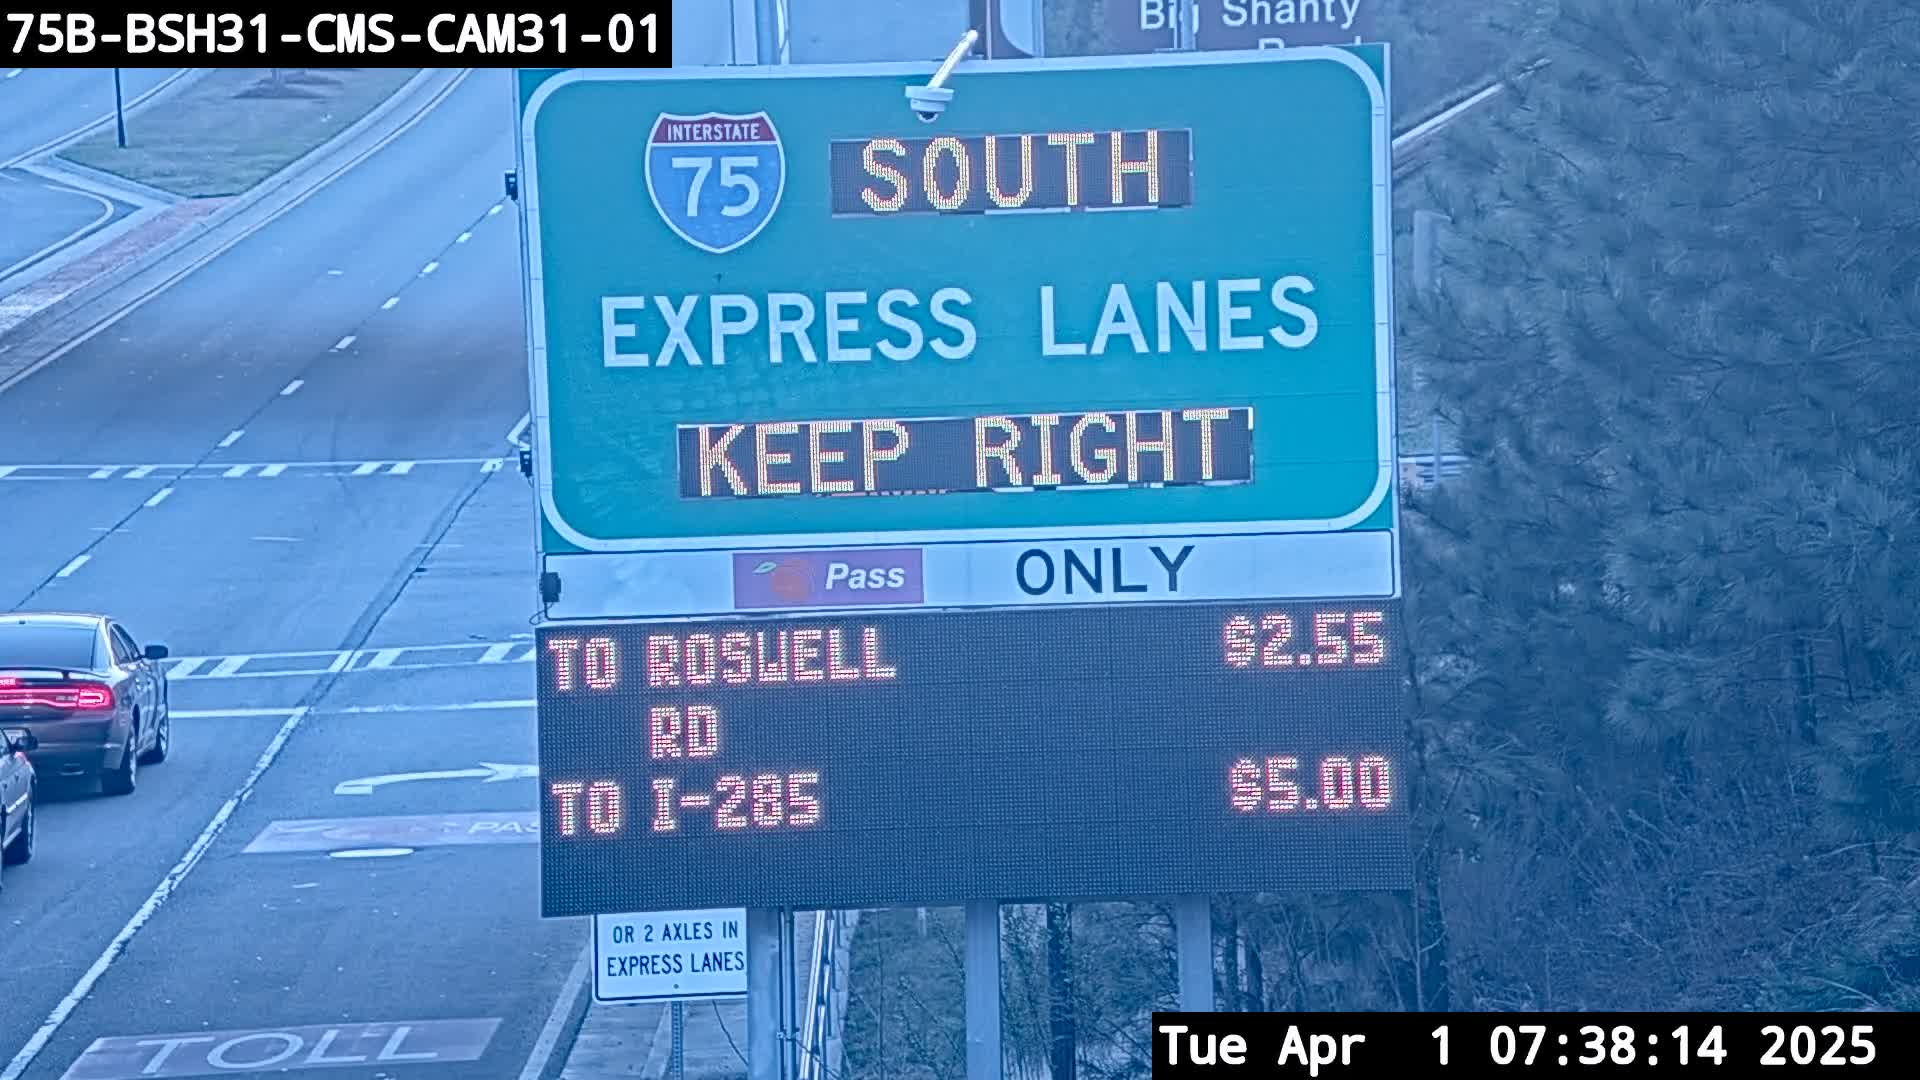 75B-BSH31-CMS-CAM31-01
Big Shanty
INTERSTATE
75
SOUTH
EXPRESS LANES
KEEP RIGHT
Pass ONLY
TO ROSWELL $2.55
RD
TO I-285 $5.00
OR 2 AXLES IN
EXPRESS LANES
TOLL
Tue Apr 1 07:38:14 2025